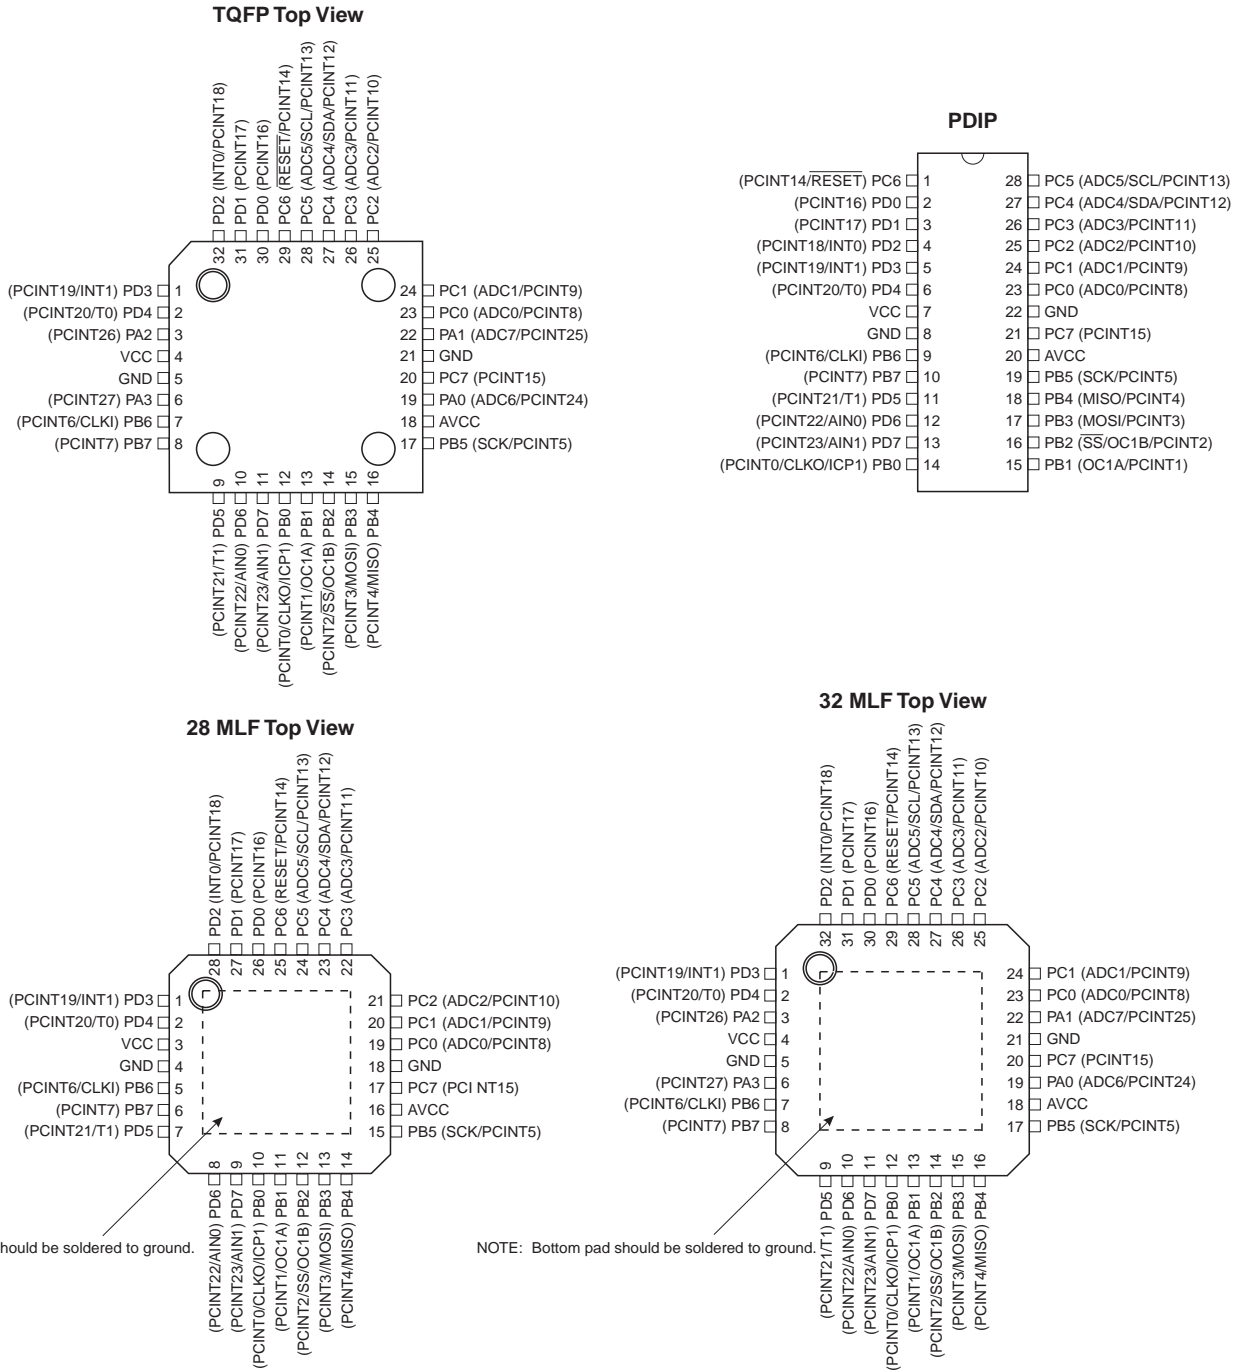 TQFP Top View
32 PD2 (INT0/PCINT18)
31 PD1 (PCINT17)
30 PD0 (PCINT16)
29 PC6 (RESET/PCINT14)
28 PC5 (ADC5/SCL/PCINT13)
27 PC4 (ADC4/SDA/PCINT12)
26 PC3 (ADC3/PCINT11)
25 PC2 (ADC2/PCINT10)
(PCINT19/INT1) PD3 1
(PCINT20/T0) PD4 2
(PCINT26) PA2 3
VCC 4
GND 5
(PCINT27) PA3 6
(PCINT6/CLKI) PB6 7
(PCINT7) PB7 8
24 PC1 (ADC1/PCINT9)
23 PC0 (ADC0/PCINT8)
22 PA1 (ADC7/PCINT25)
21 GND
20 PC7 (PCINT15)
19 PA0 (ADC6/PCINT24)
18 AVCC
17 PB5 (SCK/PCINT5)
(PCINT21/T1) PD5 9
(PCINT22/AIN0) PD6 10
(PCINT23/AIN1) PD7 11
(PCINT0/CLKO/ICP1) PB0 12
(PCINT1/OC1A) PB1 13
(PCINT2/SS/OC1B) PB2 14
(PCINT3/MOSI) PB3 15
(PCINT4/MISO) PB4 16
PDIP
(PCINT14/RESET) PC6 1
(PCINT16) PD0 2
(PCINT17) PD1 3
(PCINT18/INT0) PD2 4
(PCINT19/INT1) PD3 5
(PCINT20/T0) PD4 6
VCC 7
GND 8
(PCINT6/CLKI) PB6 9
(PCINT7) PB7 10
(PCINT21/T1) PD5 11
(PCINT22/AIN0) PD6 12
(PCINT23/AIN1) PD7 13
(PCINT0/CLKO/ICP1) PB0 14
28 PC5 (ADC5/SCL/PCINT13)
27 PC4 (ADC4/SDA/PCINT12)
26 PC3 (ADC3/PCINT11)
25 PC2 (ADC2/PCINT10)
24 PC1 (ADC1/PCINT9)
23 PC0 (ADC0/PCINT8)
22 GND
21 PC7 (PCINT15)
20 AVCC
19 PB5 (SCK/PCINT5)
18 PB4 (MISO/PCINT4)
17 PB3 (MOSI/PCINT3)
16 PB2 (SS/OC1B/PCINT2)
15 PB1 (OC1A/PCINT1)
28 MLF Top View
28 PD2 (INT0/PCINT18)
27 PD1 (PCINT17)
26 PD0 (PCINT16)
25 PC6 (RESET/PCINT14)
24 PC5 (ADC5/SCL/PCINT13)
23 PC4 (ADC4/SDA/PCINT12)
22 PC3 (ADC3/PCINT11)
(PCINT19/INT1) PD3 1
(PCINT20/T0) PD4 2
VCC 3
GND 4
(PCINT6/CLKI) PB6 5
(PCINT7) PB7 6
(PCINT21/T1) PD5 7
21 PC2 (ADC2/PCINT10)
20 PC1 (ADC1/PCINT9)
19 PC0 (ADC0/PCINT8)
18 GND
17 PC7 (PCI NT15)
16 AVCC
15 PB5 (SCK/PCINT5)
(PCINT22/AIN0) PD6 8
(PCINT23/AIN1) PD7 9
(PCINT0/CLKO/ICP1) PB0 10
(PCINT1/OC1A) PB1 11
(PCINT2/SS/OC1B) PB2 12
(PCINT3//MOSI) PB3 13
(PCINT4/MISO) PB4 14
hould be soldered to ground.
32 MLF Top View
32 PD2 (INT0/PCINT18)
31 PD1 (PCINT17)
30 PD0 (PCINT16)
29 PC6 (RESET/PCINT14)
28 PC5 (ADC5/SCL/PCINT13)
27 PC4 (ADC4/SDA/PCINT12)
26 PC3 (ADC3/PCINT11)
25 PC2 (ADC2/PCINT10)
(PCINT19/INT1) PD3 1
(PCINT20/T0) PD4 2
(PCINT26) PA2 3
VCC 4
GND 5
(PCINT27) PA3 6
(PCINT6/CLKI) PB6 7
(PCINT7) PB7 8
24 PC1 (ADC1/PCINT9)
23 PC0 (ADC0/PCINT8)
22 PA1 (ADC7/PCINT25)
21 GND
20 PC7 (PCINT15)
19 PA0 (ADC6/PCINT24)
18 AVCC
17 PB5 (SCK/PCINT5)
(PCINT21/T1) PD5 9
(PCINT22/AIN0) PD6 10
(PCINT23/AIN1) PD7 11
(PCINT0/CLKO/ICP1) PB0 12
(PCINT1/OC1A) PB1 13
(PCINT2/SS/OC1B) PB2 14
(PCINT3/MOSI) PB3 15
(PCINT4/MISO) PB4 16
NOTE: Bottom pad should be soldered to ground.